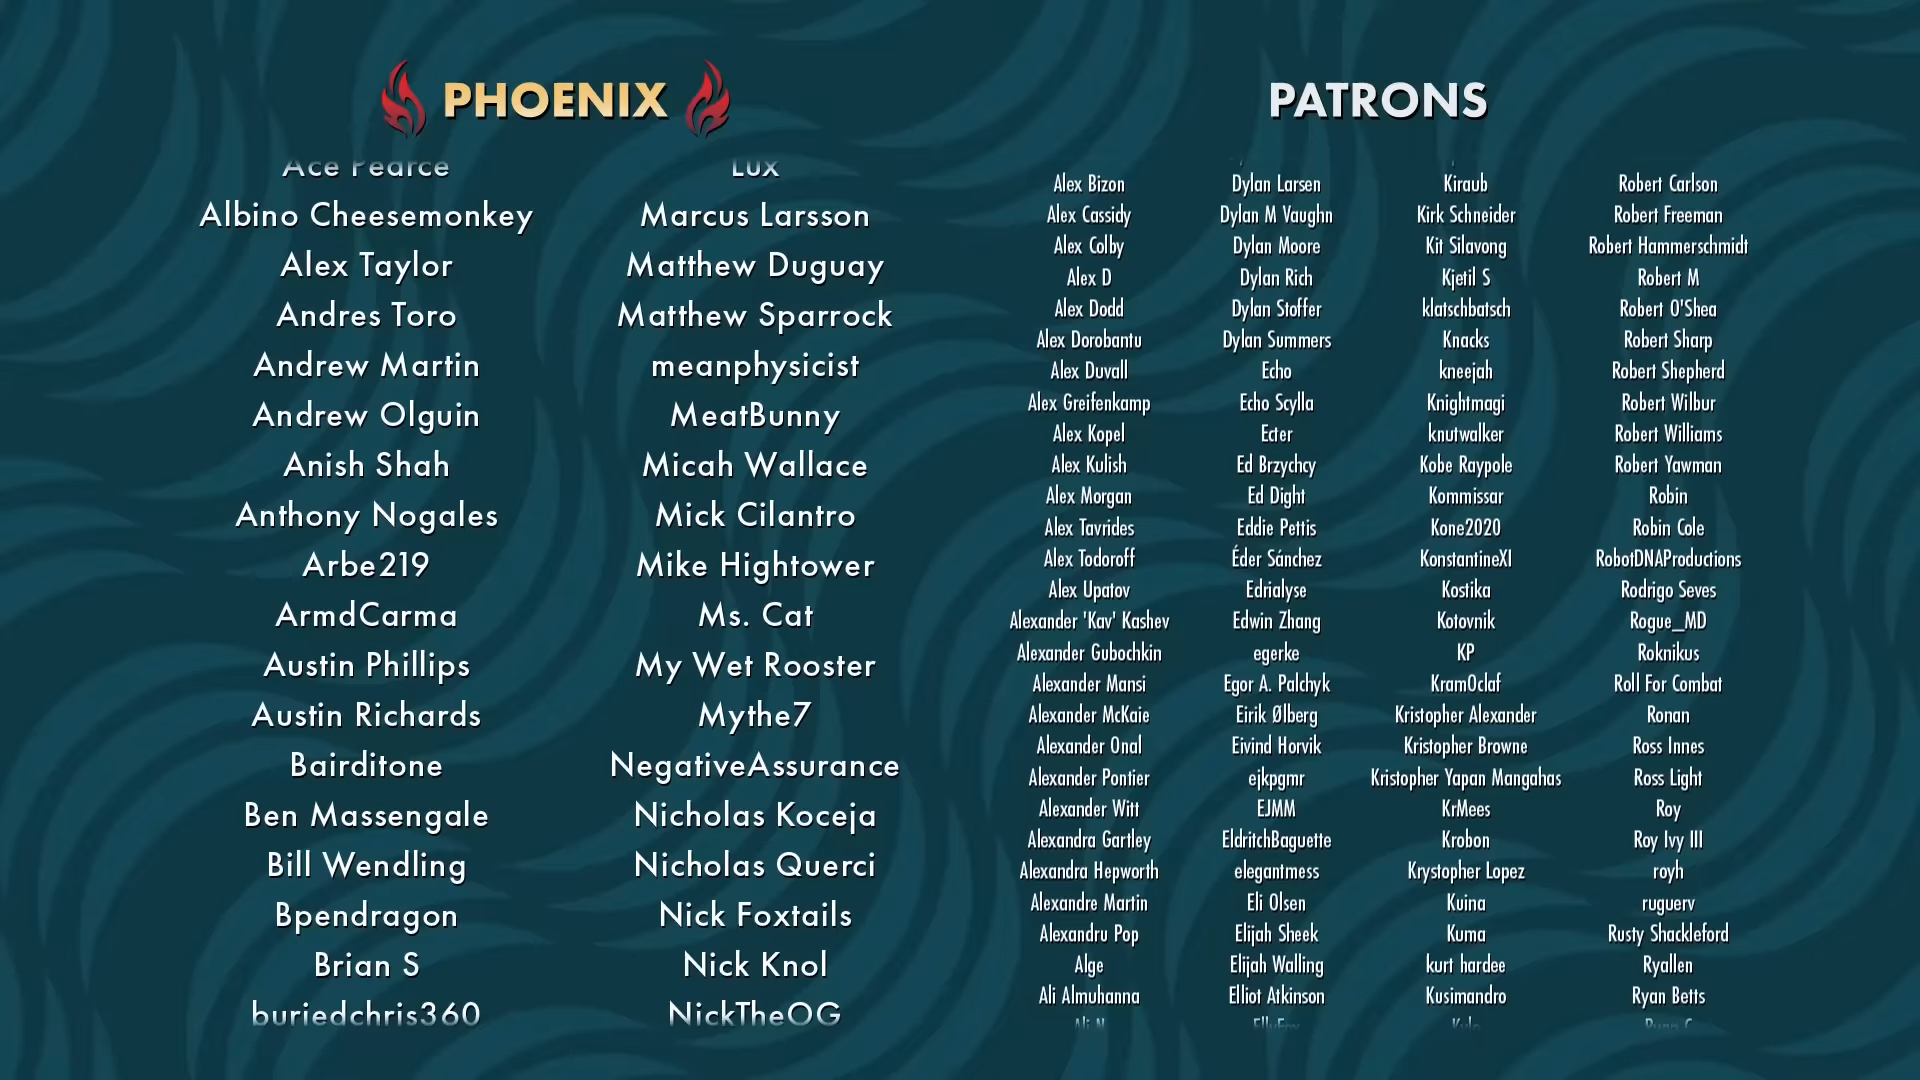 PHOENIX
Ace Pearce
Albino Cheesemonkey
Alex Taylor
Andres Toro
Andrew Martin
Andrew Olguin
Anish Shah
Anthony Nogales
Arbe219
ArmdCarma
Austin Phillips
Austin Richards
Bairditone
Ben Massengale
Bill Wendling
Bpendragon
Brian S
buriedchris360
Lux
Marcus Larsson
Matthew Duguay
Matthew Sparrock
meanphysicist
MeatBunny
Micah Wallace
Mick Cilantro
Mike Hightower
Ms. Cat
My Wet Rooster
Mythe7
NegativeAssurance
Nicholas Koceja
Nicholas Querci
Nick Foxtails
Nick Knol
NickTheOG
PATRONS
Alex Bizon
Alex Cassidy
Alex Colby
Alex D
Alex Dodd
Alex Dorobantu
Alex Duvall
Alex Greifenkamp
Alex Kopel
Alex Kulish
Alex Morgan
Alex Tavrides
Alex Todoroff
Alex Upatov
Alexander 'Kav' Kashev
Alexander Gubochkin
Alexander Mansi
Alexander McKaie
Alexander Onal
Alexander Pontier
Alexander Witt
Alexandra Gartley
Alexandra Hepworth
Alexandre Martin
Alexandru Pop
Alge
Ali Almuhanna
Dylan Larsen
Dylan M Vaughn
Dylan Moore
Dylan Rich
Dylan Stoffer
Dylan Summers
Echo
Echo Scylla
Ecter
Ed Brzychcy
Ed Dight
Eddie Pettis
Éder Sánchez
Edrialyse
Edwin Zhang
egerke
Egor A. Palchyk
Eirik Ølberg
Eivind Horvik
ejkpgmr
EJMM
EldritchBaguette
elegantmess
Eli Olsen
Elijah Sheek
Elijah Walling
Elliot Atkinson
Kiraub
Kirk Schneider
Kit Silavong
Kjetil S
klatschbatsch
Knacks
kneejah
Knightmagi
knutwalker
Kobe Raypole
Kommissar
Kone2020
KonstantineXI
Kostika
Kotovnik
KP
KramOclaf
Kristopher Alexander
Kristopher Browne
Kristopher Yapan Mangahas
KrMees
Krobon
Krystopher Lopez
Kuina
Kuma
kurt hardee
Kusimandro
Robert Carlson
Robert Freeman
Robert Hammerschmidt
Robert M
Robert O'Shea
Robert Sharp
Robert Shepherd
Robert Wilbur
Robert Williams
Robert Yawman
Robin
Robin Cole
RobotDNAProductions
Rodrigo Seves
Rogue_MD
Roknikus
Roll For Combat
Ronan
Ross Innes
Ross Light
Roy
Roy Ivy III
royh
ruguerv
Rusty Shackleford
Ryallen
Ryan Betts